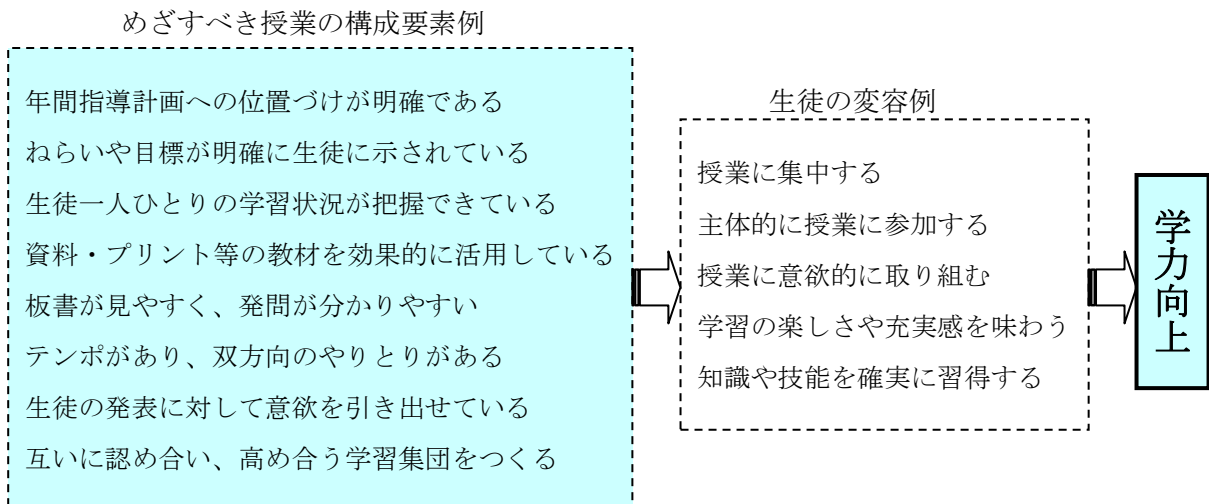 めざすべき授業の構成要素例
年間指導計画への位置づけが明確である
ねらいや目標が明確に生徒に示されている
生徒一人ひとりの学習状況が把握できている
資料・プリント等の教材を効果的に活用している
板書が見やすく、発問が分かりやすい
テンポがあり、双方向のやりとりがある
生徒の発表に対して意欲を引き出せている
互いに認め合い、高め合う学習集団をつくる
生徒の変容例
授業に集中する
主体的に授業に参加する
授業に意欲的に取り組む
学習の楽しさや充実感を味わう
知識や技能を確実に習得する
学力向上